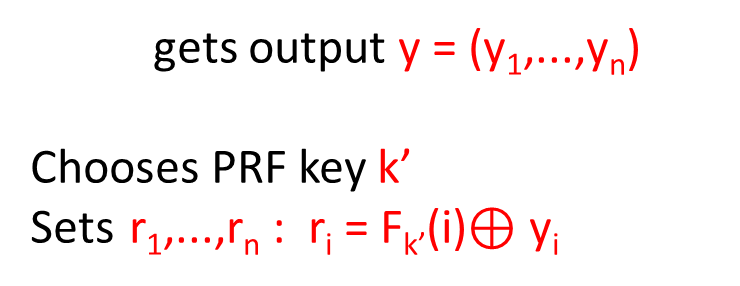 gets output y = (y₁,...,yₙ)
Chooses PRF key k’
Sets r₁,...,rₙ : rᵢ = Fₖ’(i)⊕ yᵢ